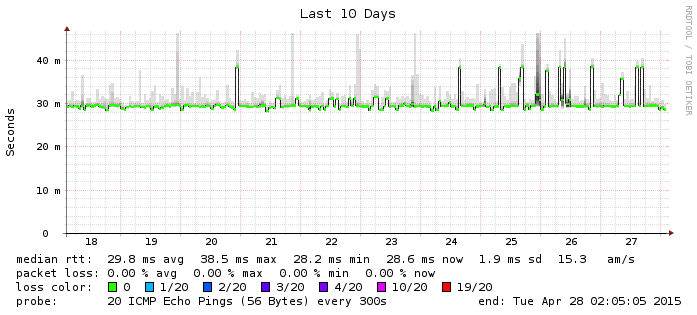 Last 10 Days
RRDTOOL / TOBI OETIKER
Seconds
40 m
30 m
20 m
10 m
0
18 19 20 21 22 23 24 25 26 27
median rtt: 29.8 ms avg 38.5 ms max 28.2 ms min 28.6 ms now 1.9 ms sd 15.3 am/s
packet loss: 0.00 % avg 0.00 % max 0.00 % min 0.00 % now
loss color: 0 1/20 2/20 3/20 4/20 10/20 19/20
probe: 20 ICMP Echo Pings (56 Bytes) every 300s end: Tue Apr 28 02:05:05 2015